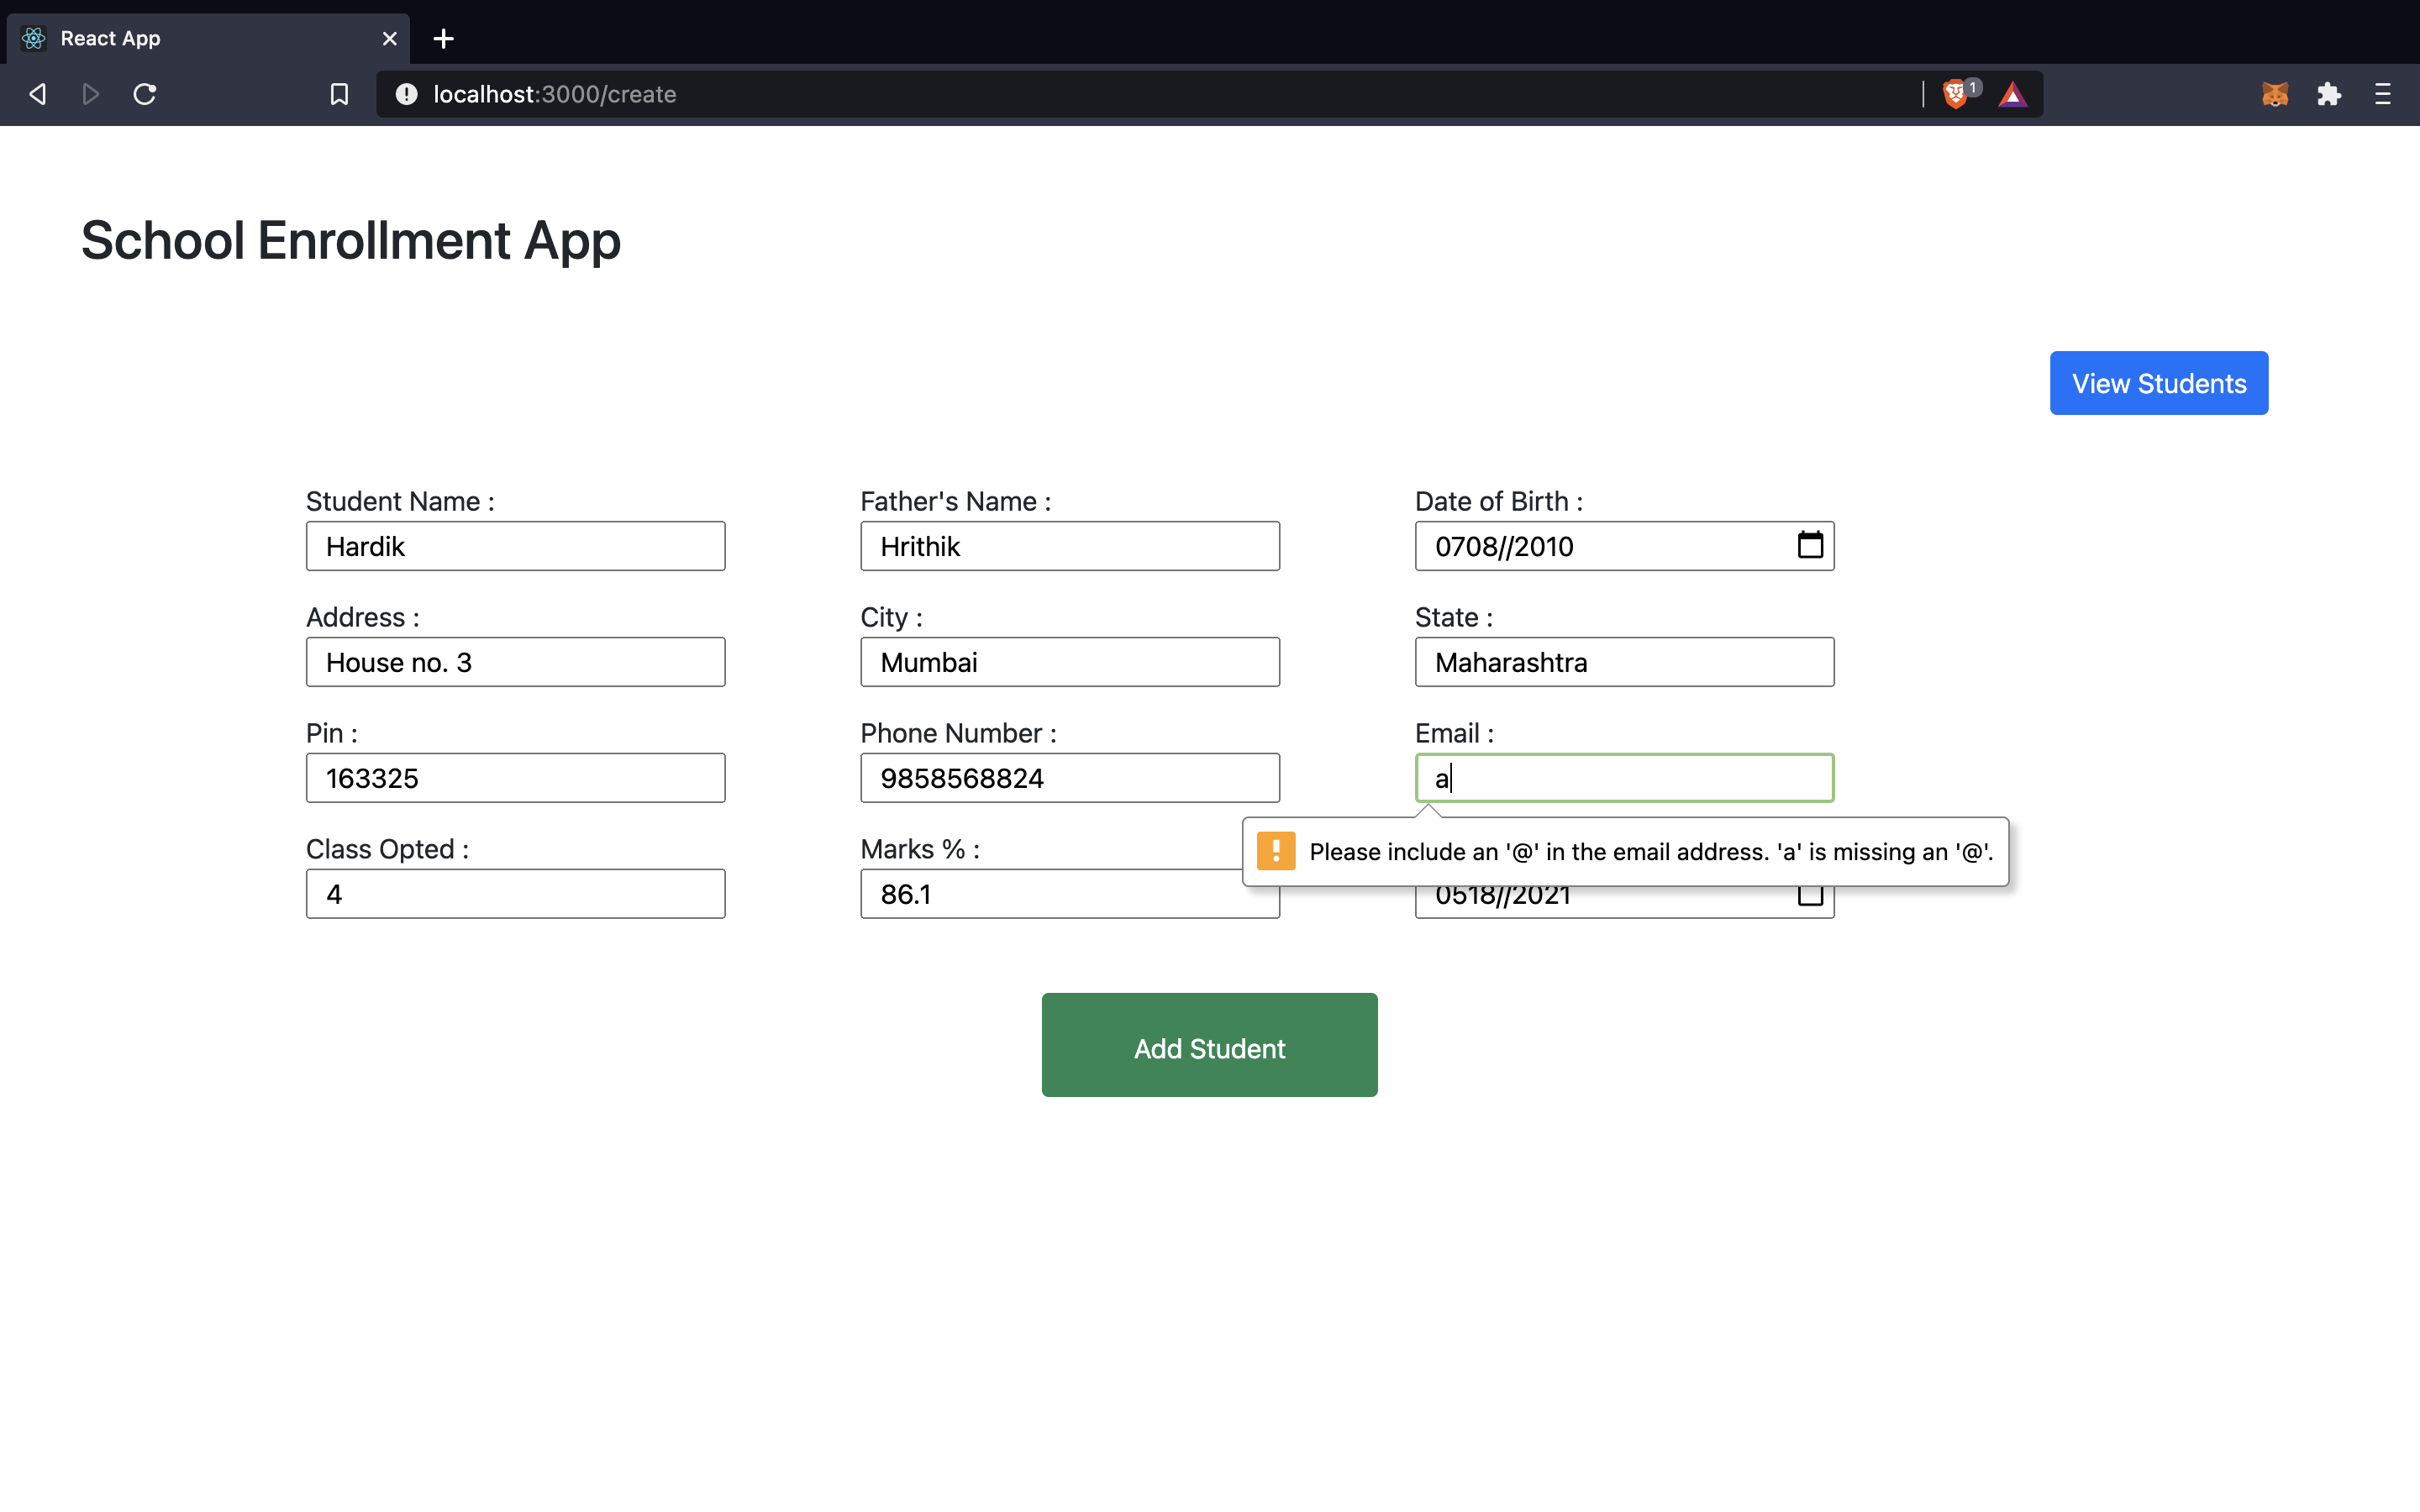 React App
localhost:3000/create
1
School Enrollment App
View Students
Student Name :
Father's Name :
Date of Birth :
Hardik
Hrithik
0708//2010
Address :
City :
State :
House no. 3
Mumbai
Maharashtra
Pin :
Phone Number :
Email :
163325
9858568824
a
Class Opted :
Marks % :
Please include an '@' in the email address. 'a' is missing an '@'.
4
86.1
0518//2021
Add Student